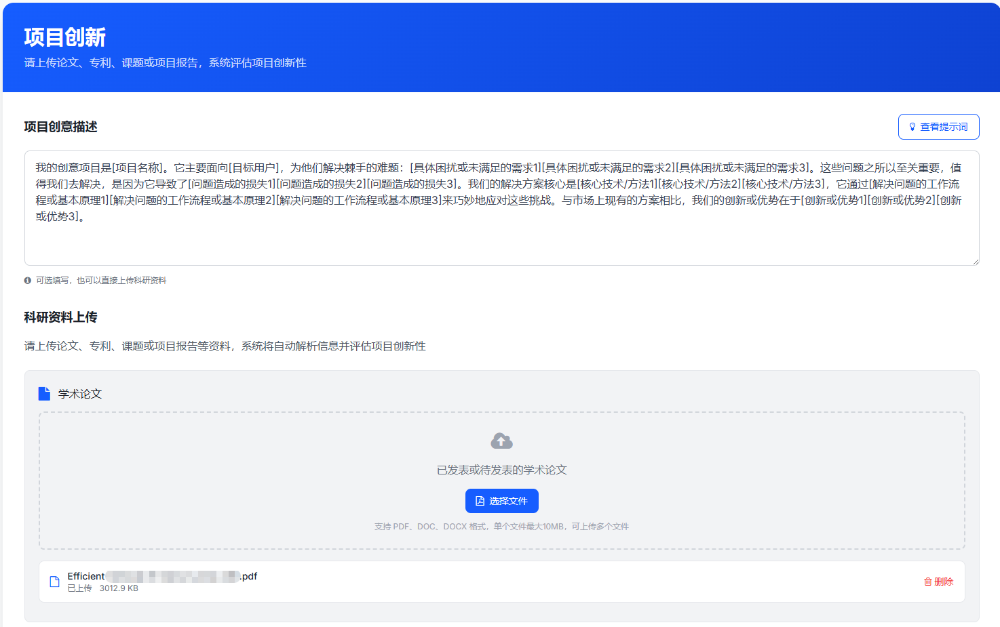 项目创新
请上传论文、专利、课题或项目报告，系统评估项目创新性
项目创意描述
查看提示词
我的创意项目是[项目名称]。它主要面向[目标用户]，为他们解决棘手的难题：[具体困扰或未满足的需求1][具体困扰或未满足的需求2][具体困扰或未满足的需求3]。这些问题之所以至关重要，值
得我们去解决，是因为它导致了[问题造成的损失1][问题造成的损失2][问题造成的损失3]。我们的解决方案核心是[核心技术/方法1][核心技术/方法2][核心技术/方法3]，它通过[解决问题的工作流
程或基本原理1][解决问题的工作流程或基本原理2][解决问题的工作流程或基本原理3]来巧妙地应对这些挑战。与市场上现有的方案相比，我们的创新或优势在于[创新或优势1][创新或优势2][创新
或优势3]。
可选填写，也可以直接上传科研资料
科研资料上传
请上传论文、专利、课题或项目报告等资料，系统将自动解析信息并评估项目创新性
学术论文
已发表或待发表的学术论文
选择文件
支持 PDF、DOC、DOCX 格式，单个文件最大10MB，可上传多个文件
Efficient .pdf
已上传 3012.9 KB
删除